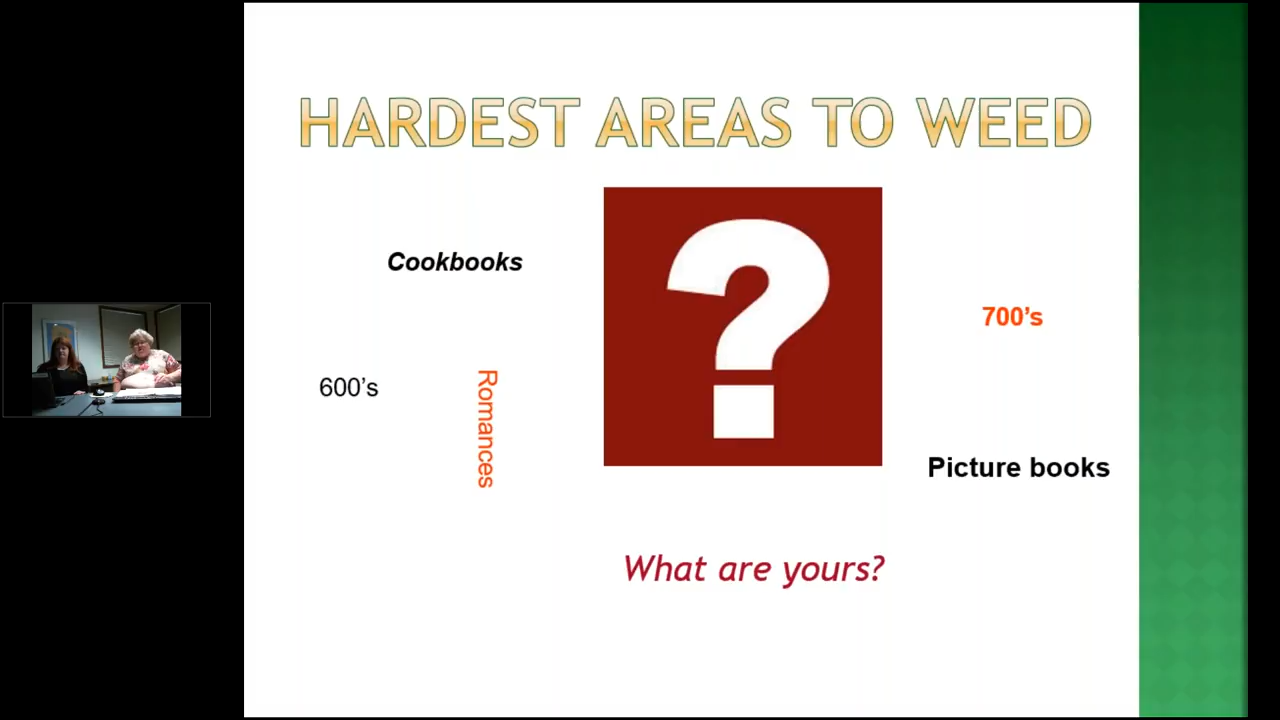 HARDEST AREAS TO WEED
Cookbooks
700's
600's
Romances
Picture books
?
What are yours?